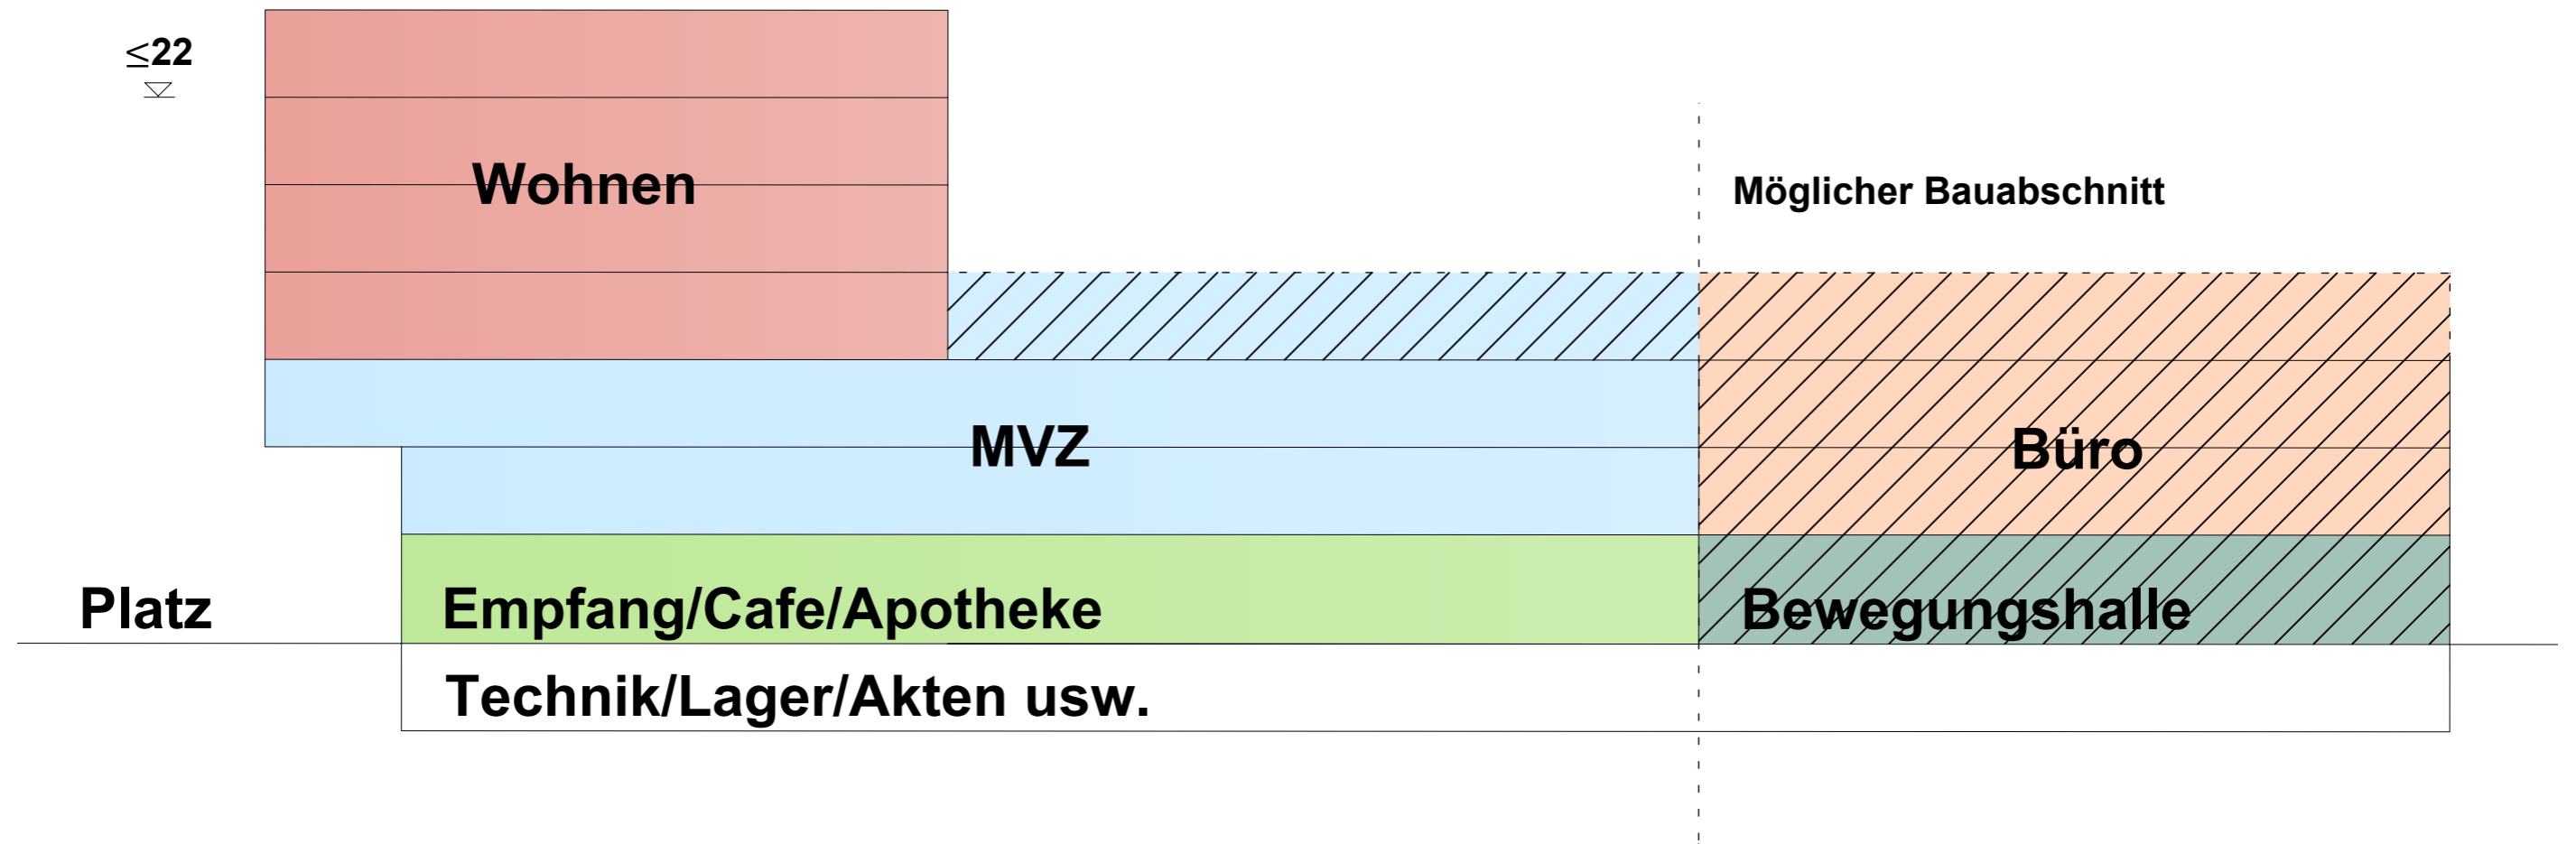 ≤22
Wohnen
Möglicher Bauabschnitt
MVZ
Büro
Platz
Empfang/Cafe/Apotheke
Bewegungshalle
Technik/Lager/Akten usw.